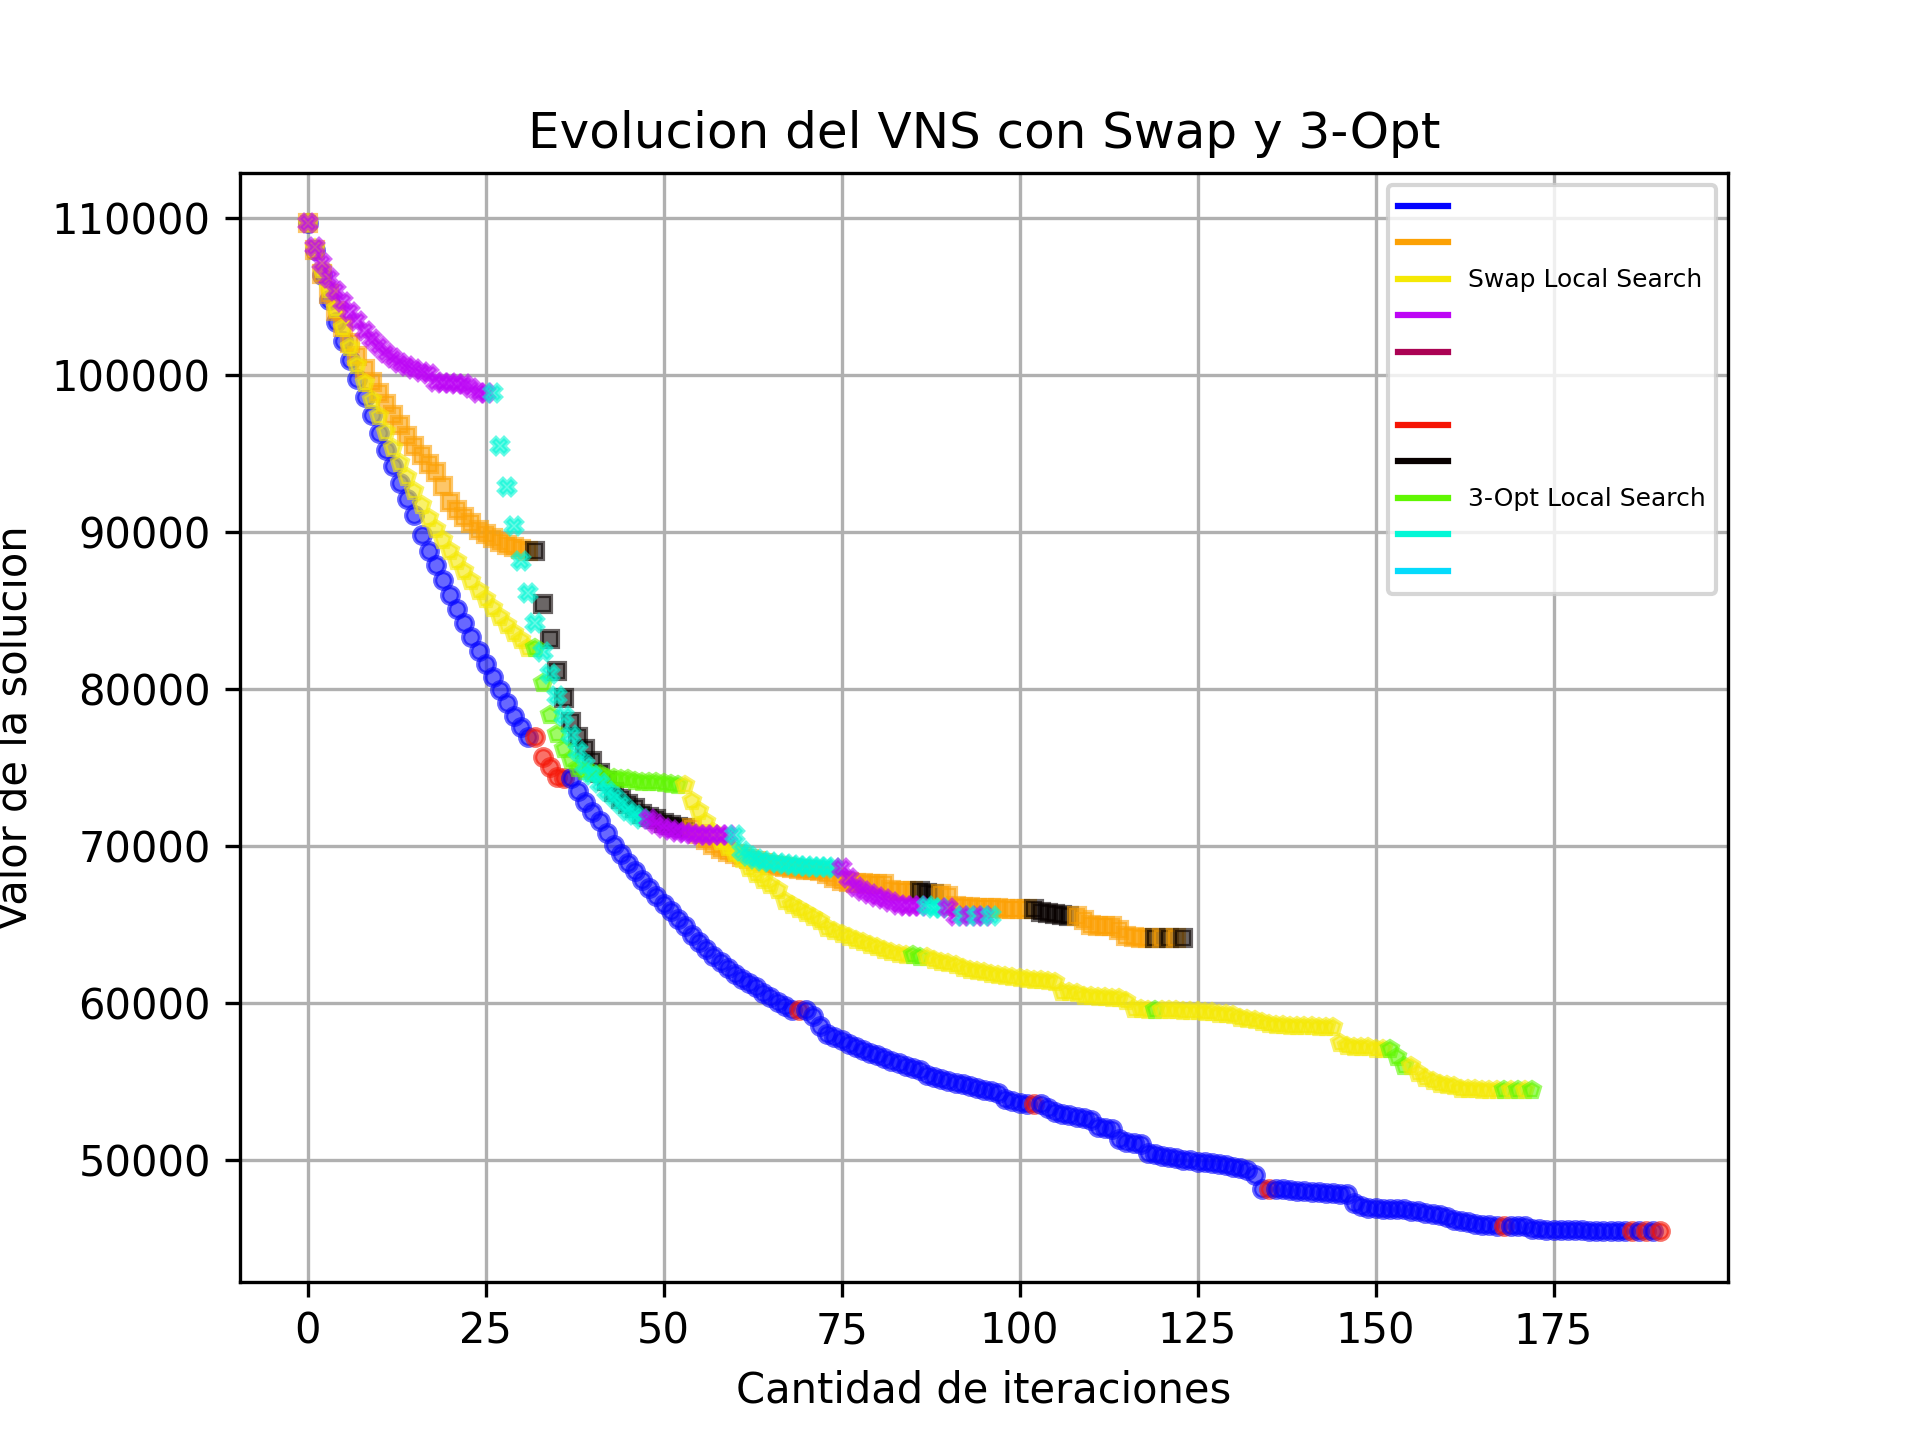 Evolucion del VNS con Swap y 3-Opt
Valor de la solucion
110000
100000
90000
80000
70000
60000
50000
Swap Local Search
3-Opt Local Search
0 25 50 75 100 125 150 175
Cantidad de iteraciones